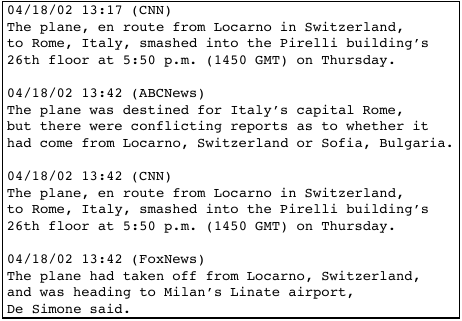 04/18/02 13:17 (CNN)
The plane, en route from Locarno in Switzerland,
to Rome, Italy, smashed into the Pirelli building's
26th floor at 5:50 p.m. (1450 GMT) on Thursday.
04/18/02 13:42 (ABCNews)
The plane was destined for Italy's capital Rome,
but there were conflicting reports as to whether it
had come from Locarno, Switzerland or Sofia, Bulgaria.
04/18/02 13:42 (CNN)
The plane, en route from Locarno in Switzerland,
to Rome, Italy, smashed into the Pirelli building's
26th floor at 5:50 p.m. (1450 GMT) on Thursday.
04/18/02 13:42 (FoxNews)
The plane had taken off from Locarno, Switzerland,
and was heading to Milan's Linate airport,
De Simone said.